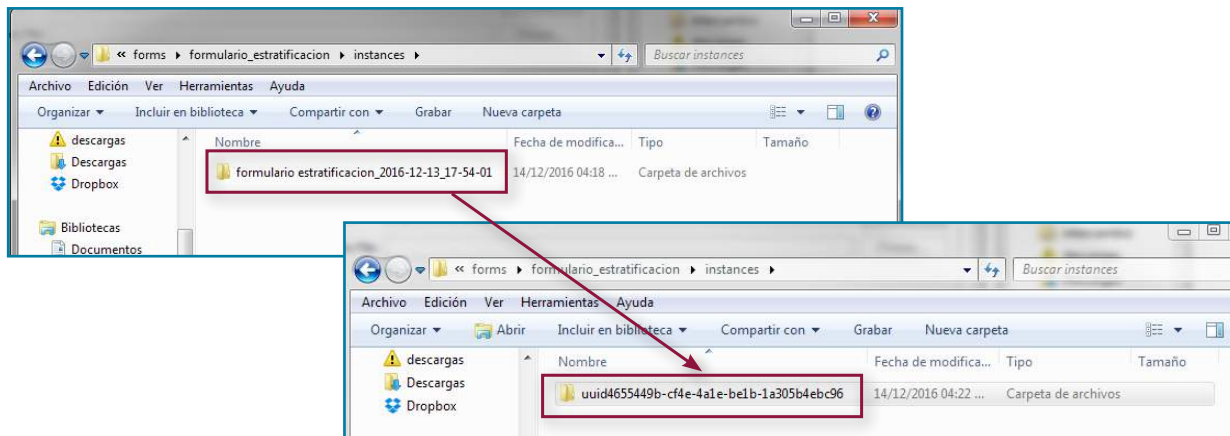 « forms ▸ formulario_estratificacion ▸ instances ▸ Buscar instances
Archivo Edición Ver Herramientas Ayuda
Organizar ▾ Incluir en biblioteca ▾ Compartir con ▾ Grabar Nueva carpeta
descargas Nombre Fecha de modifica... Tipo Tamaño
Descargas formulario estratificacion_2016-12-13_17-54-01 14/12/2016 04:18 ... Carpeta de archivos
Dropbox
Bibliotecas
Documentos
« forms ▸ formulario_estratificacion ▸ instances ▸ Buscar instances
Archivo Edición Ver Herramientas Ayuda
Organizar ▾ Abrir Incluir en biblioteca ▾ Compartir con ▾ Grabar Nueva carpeta
descargas Nombre Fecha de modifica... Tipo Tamaño
Descargas uuid4655449b-cf4e-4a1e-be1b-1a305b4ebc96 14/12/2016 04:22 ... Carpeta de archivos
Dropbox